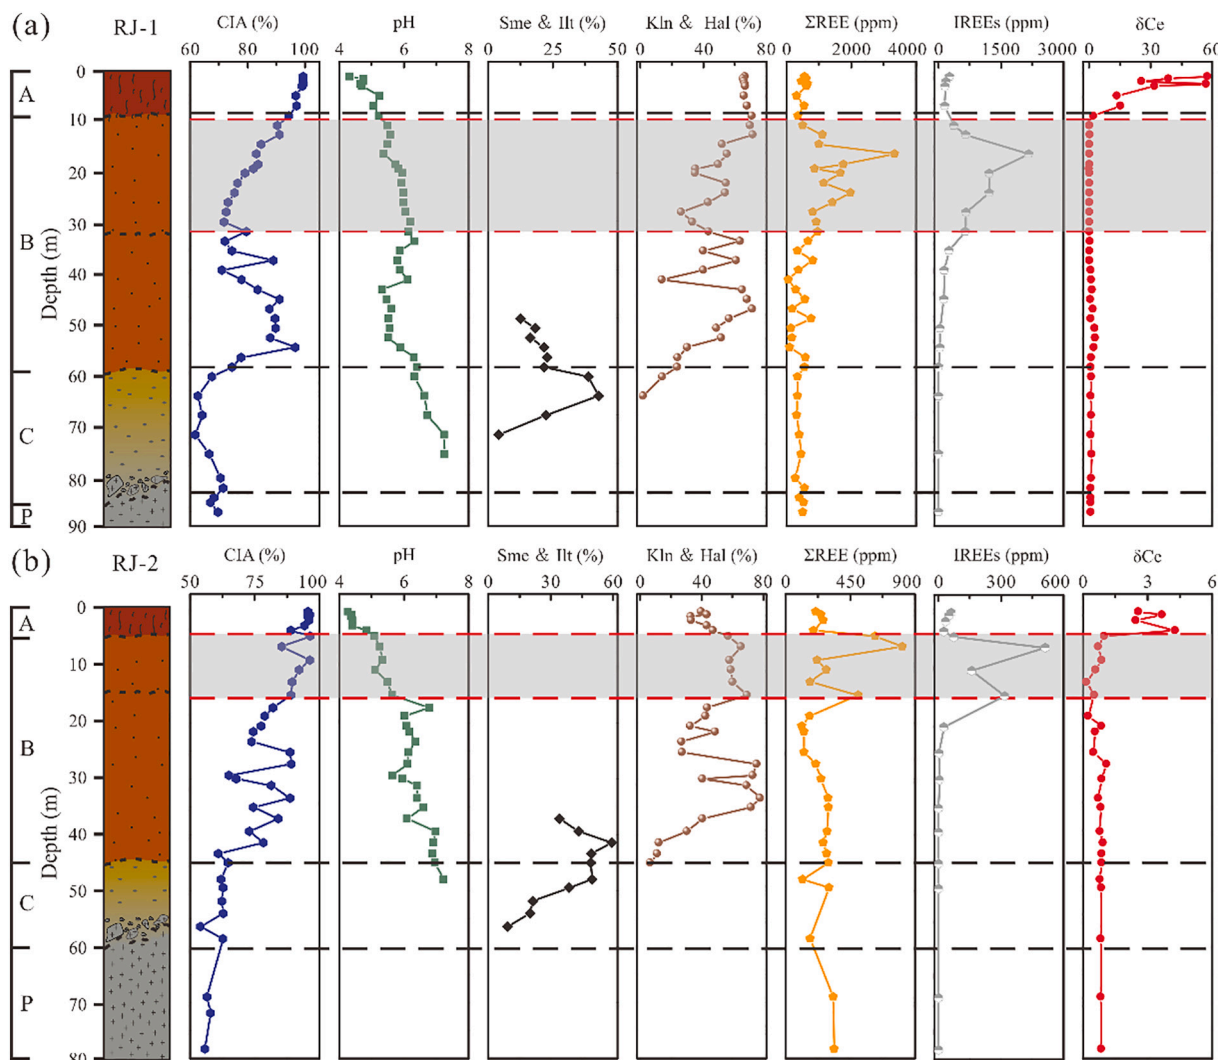 (a)
RJ-1
CIA (%)
pH
Sme & Ilt (%)
Kln & Hal (%)
ΣREE (ppm)
IREEs (ppm)
δCe
60 80 100
4 6 8
0 25 50
0 20 40 60 80
0 2000 4000
0 1500 3000
0 30 60
Depth (m)
0
10
20
30
40
50
60
70
80
90
A
B
C
P
(b)
RJ-2
CIA (%)
pH
Sme & Ilt (%)
Kln & Hal (%)
ΣREE (ppm)
IREEs (ppm)
δCe
50 75 100
4 6 8
0 30 60
0 40 80
0 450 900
0 300 600
0 3 6
Depth (m)
0
10
20
30
40
50
60
70
80
A
B
C
P